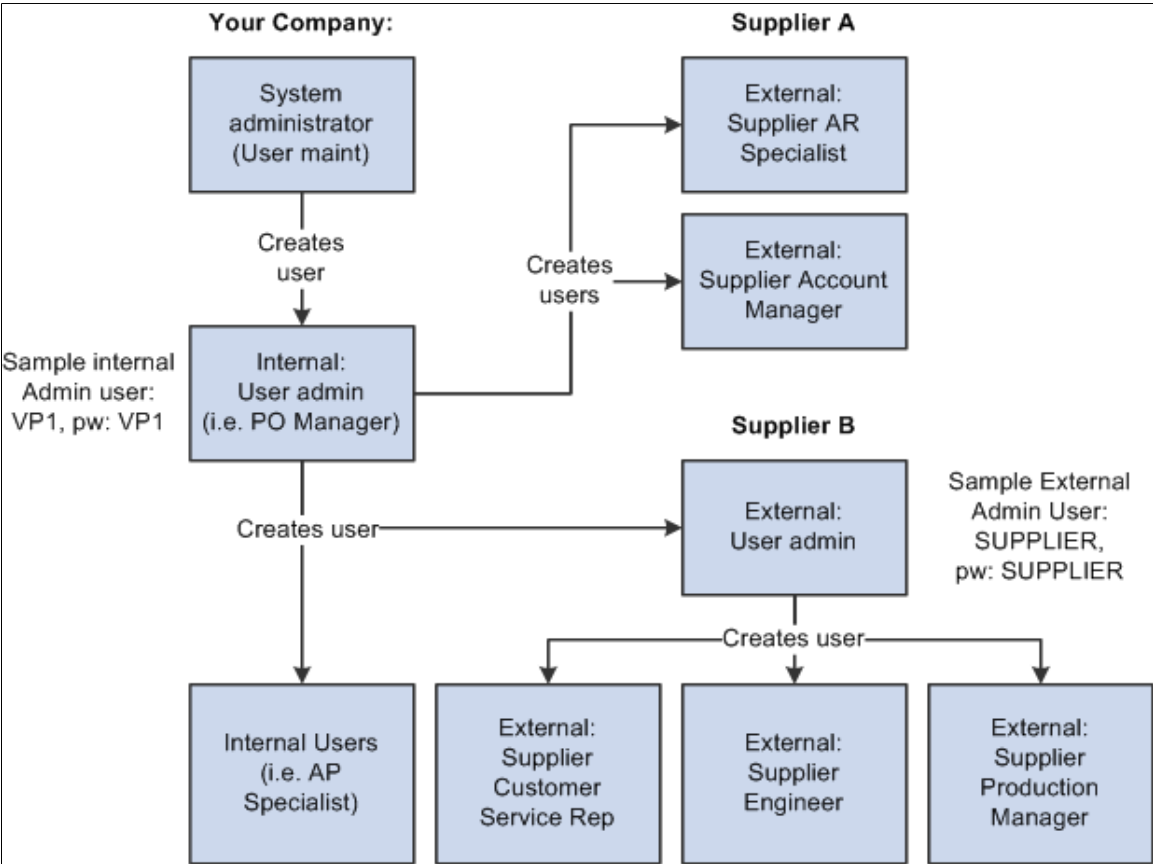 Your Company:
Supplier A
System
administrator
(User maint)
External:
Supplier AR
Specialist
Creates
user
Creates
users
External:
Supplier Account
Manager
Sample internal
Admin user:
VP1, pw: VP1
Internal:
User admin
(i.e. PO Manager)
Supplier B
Creates user
External:
User admin
Sample External
Admin User:
SUPPLIER,
pw: SUPPLIER
Creates user
Internal Users
(i.e. AP
Specialist)
External:
Supplier
Customer
Service Rep
External:
Supplier
Engineer
External:
Supplier
Production
Manager